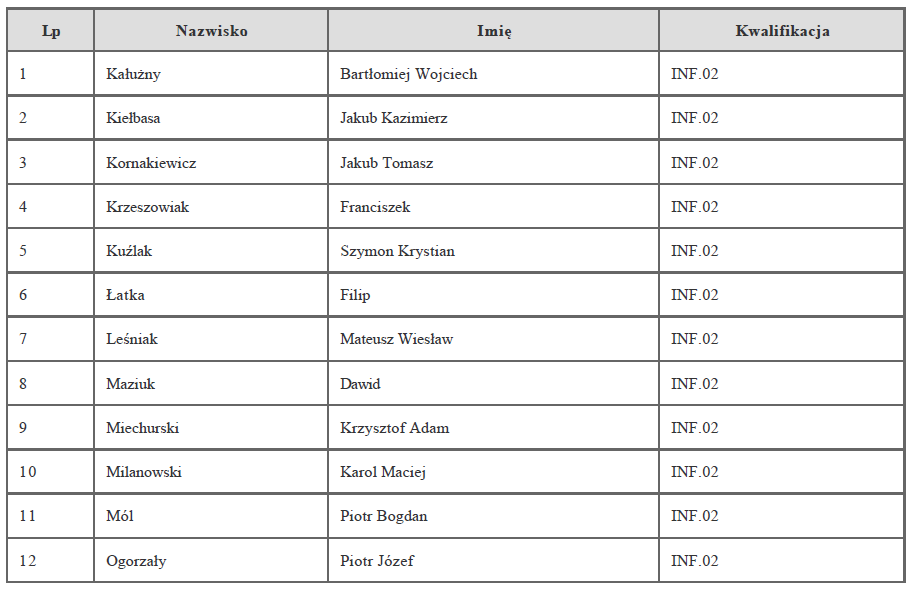 Lp Nazwisko Imię Kwalifikacja
1 Kałużny Bartłomiej Wojciech INF.02
2 Kiełbasa Jakub Kazimierz INF.02
3 Kornakiewicz Jakub Tomasz INF.02
4 Krzeszowiak Franciszek INF.02
5 Kuźlak Szymon Krystian INF.02
6 Łatka Filip INF.02
7 Leśniak Mateusz Wiesław INF.02
8 Maziuk Dawid INF.02
9 Miechurski Krzysztof Adam INF.02
10 Milanowski Karol Maciej INF.02
11 Mól Piotr Bogdan INF.02
12 Ogorzały Piotr Józef INF.02